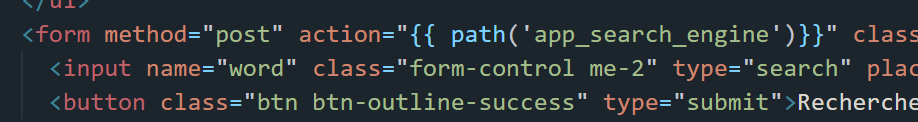 </ul>
<form method="post" action="{{ path('app_search_engine')}}" class
<input name="word" class="form-control me-2" type="search" plac
<button class="btn btn-outline-success" type="submit">Recherche